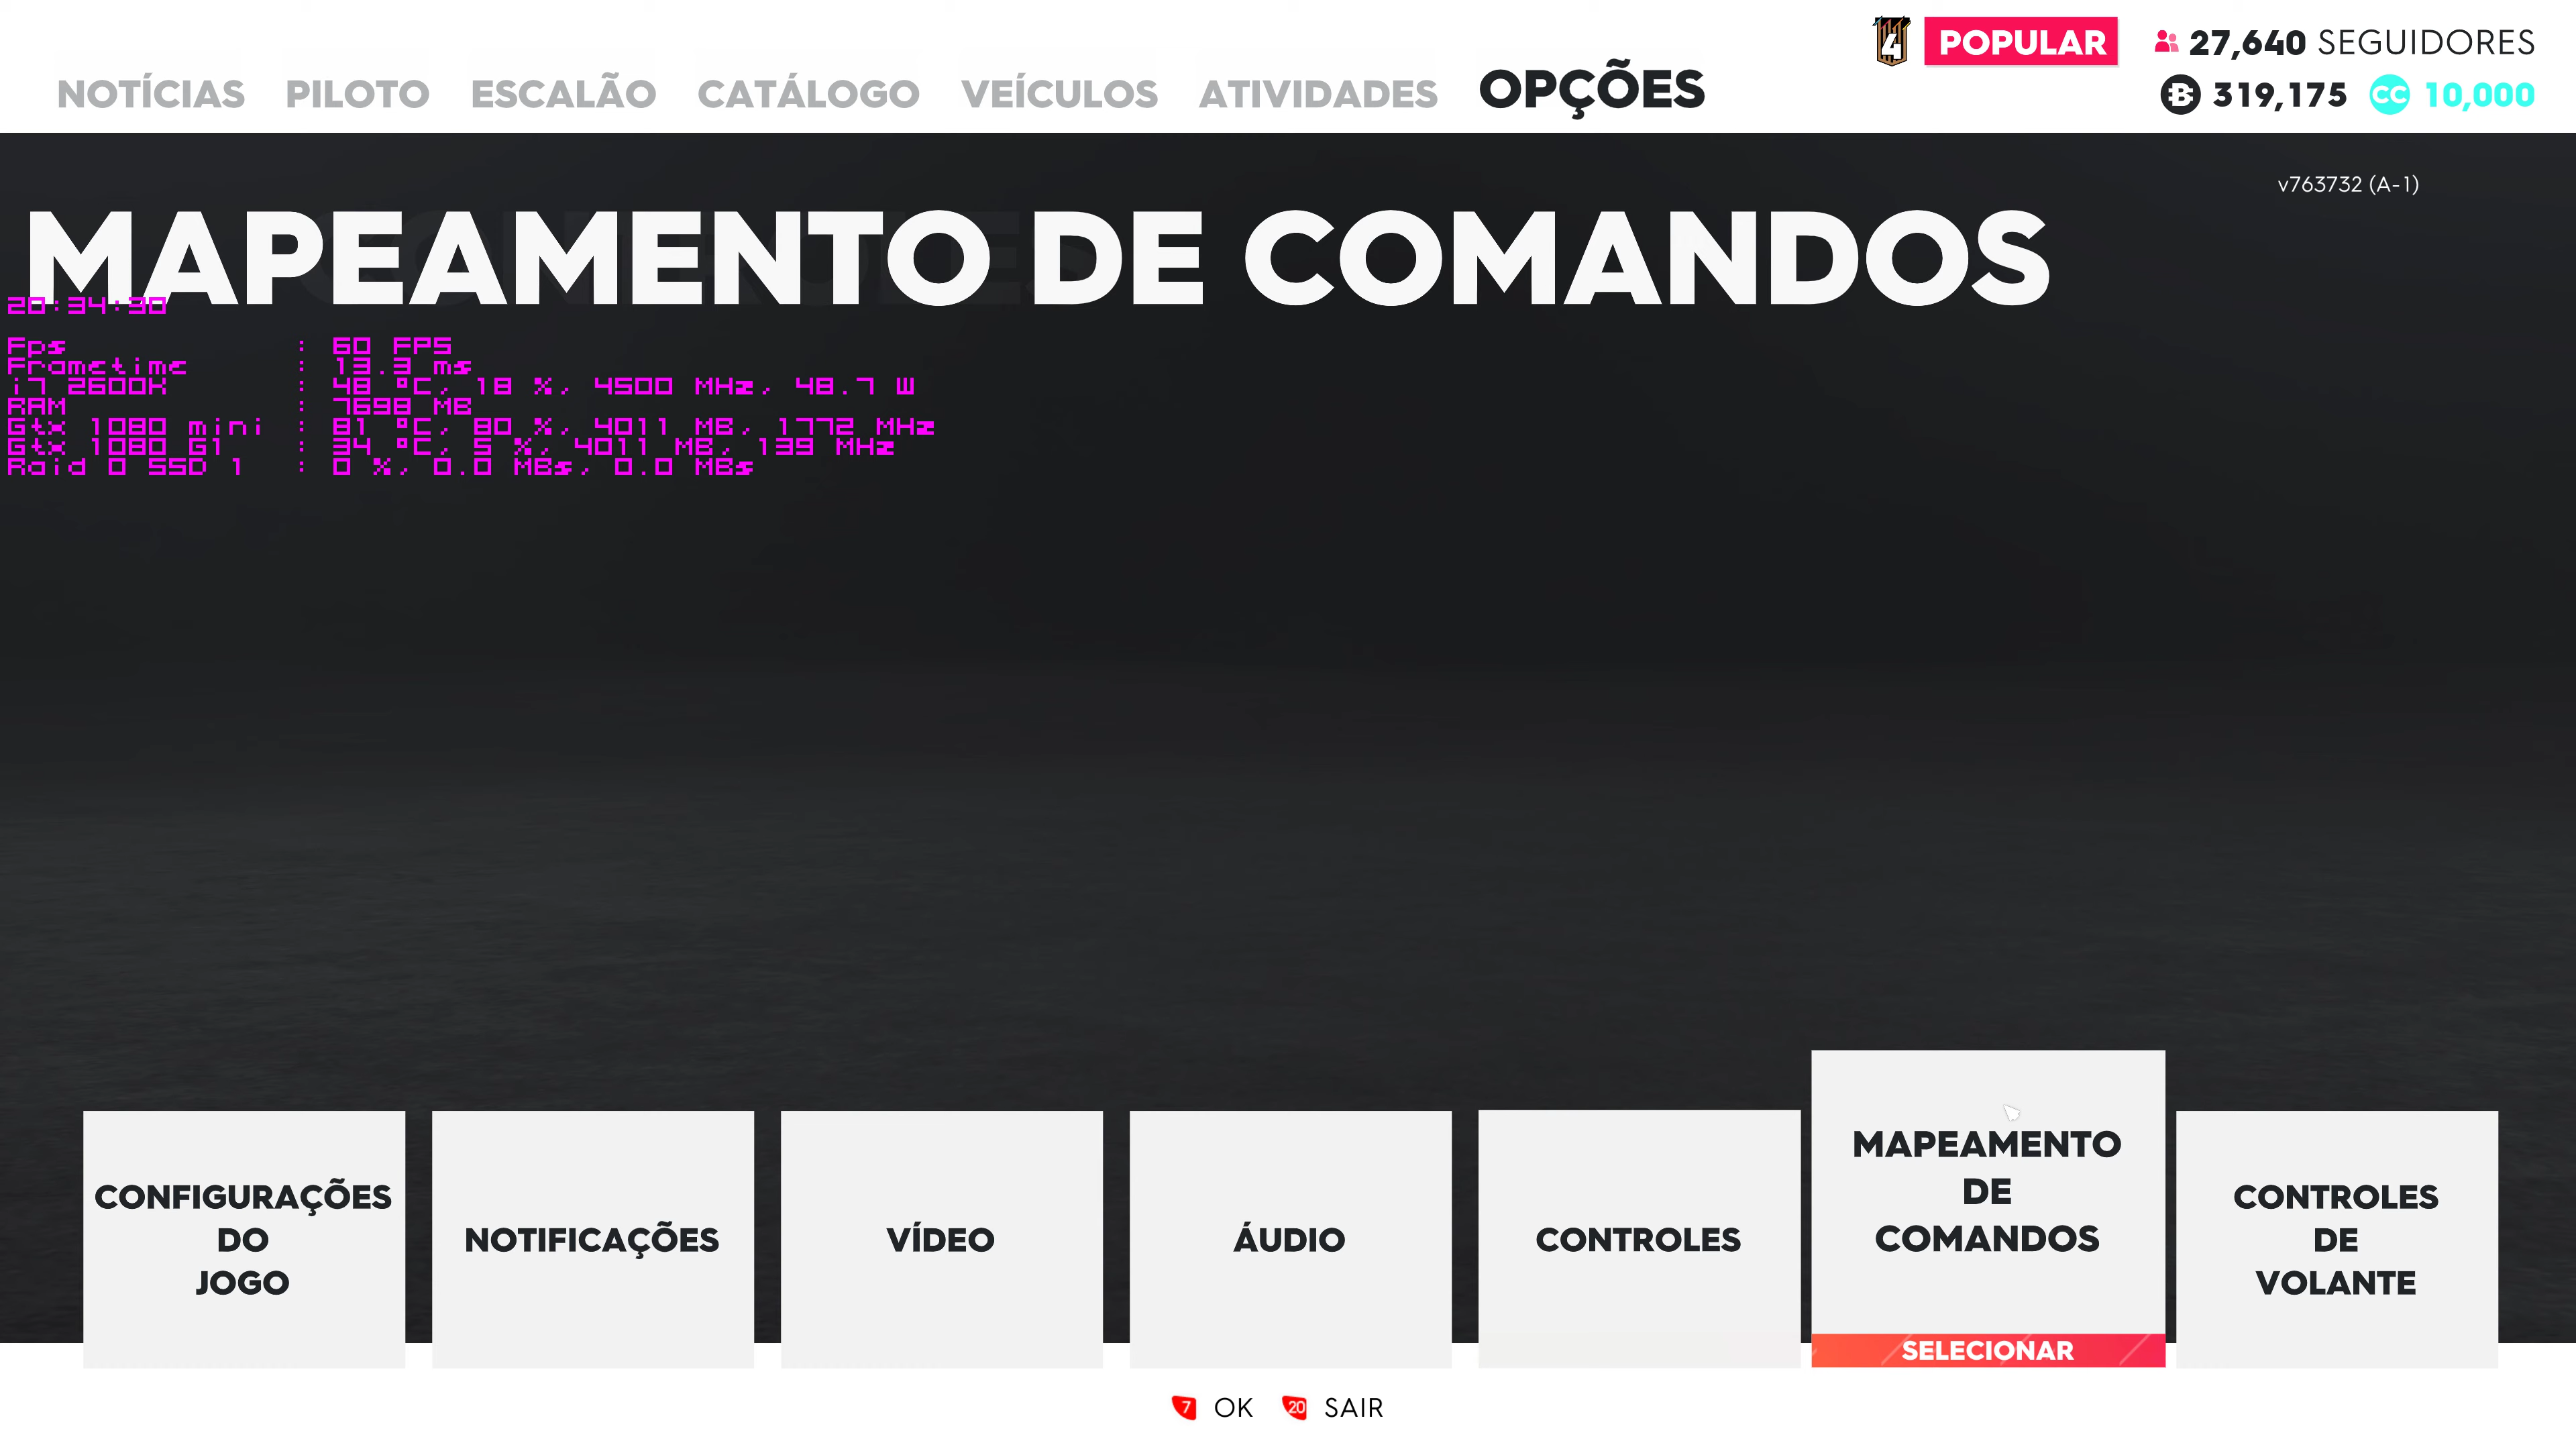 4 POPULAR 27,640 SEGUIDORES
NOTÍCIAS PILOTO ESCALÃO CATÁLOGO VEÍCULOS ATIVIDADES OPÇÕES B 319,175 CC 10,000
v763732 (A-1)
MAPEAMENTO DE COMANDOS
20:34:30
Fps : 60 FPS
Frametime : 13.3 ms
i7 2600K : 48 °C, 18 %, 4500 MHz, 48.7 W
RAM : 7698 MB
Gtx 1080 mini : 81 °C, 80 %, 4011 MB, 1772 MHz
Gtx 1080 G1 : 34 °C, 5 %, 4011 MB, 139 MHz
Raid 0 SSD 1 : 0 %, 0.0 MBs, 0.0 MBs
CONFIGURAÇÕES
DO
JOGO
NOTIFICAÇÕES
VÍDEO
ÁUDIO
CONTROLES
MAPEAMENTO
DE
COMANDOS
SELECIONAR
CONTROLES
DE
VOLANTE
7 OK 20 SAIR